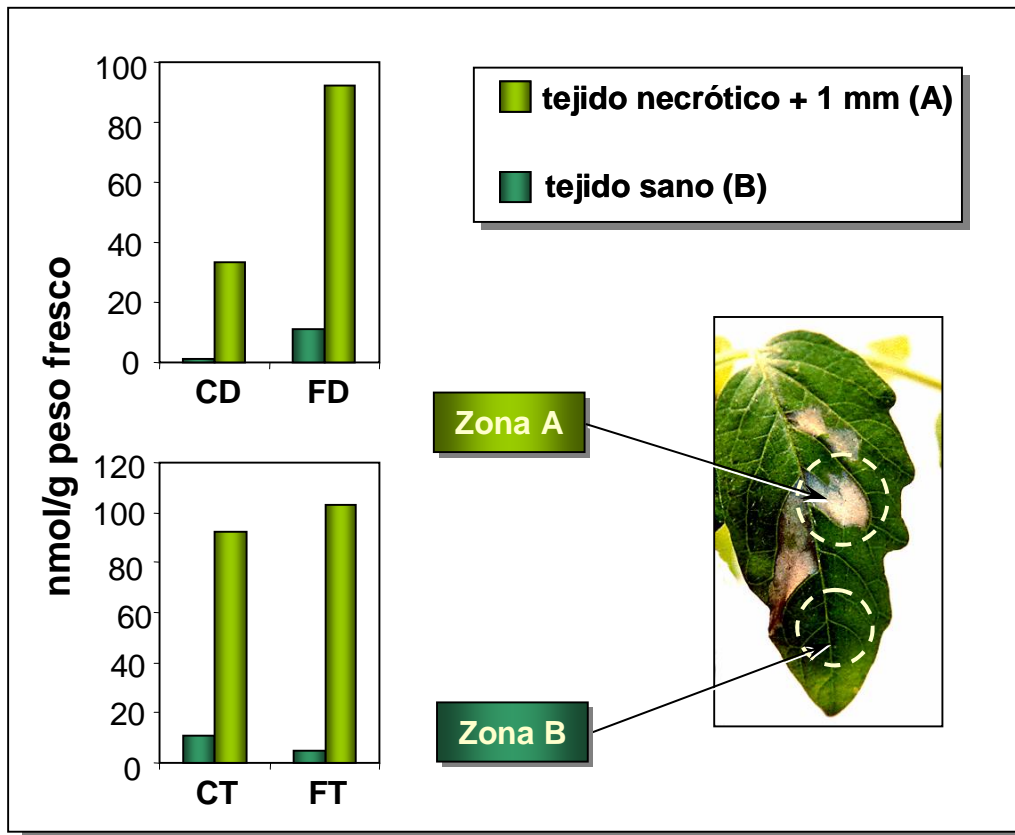 nmol/g peso fresco
100
80
60
40
20
0
CD FD
120
100
80
60
40
20
0
CT FT
tejido necrótico + 1 mm (A)
tejido sano (B)
Zona A
Zona B